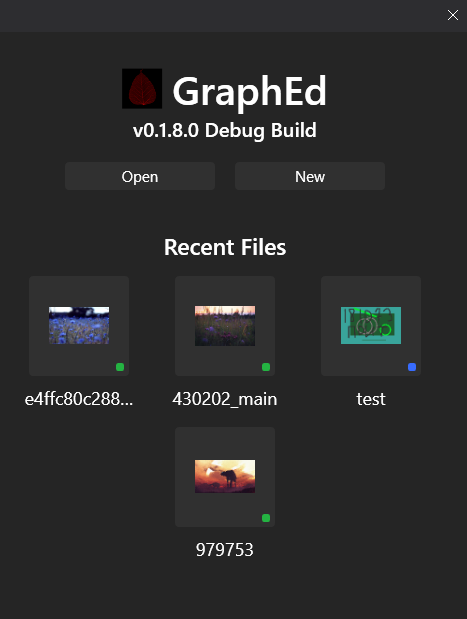 GraphEd
v0.1.8.0 Debug Build
Open New
Recent Files
e4ffc80c288... 430202_main test
979753